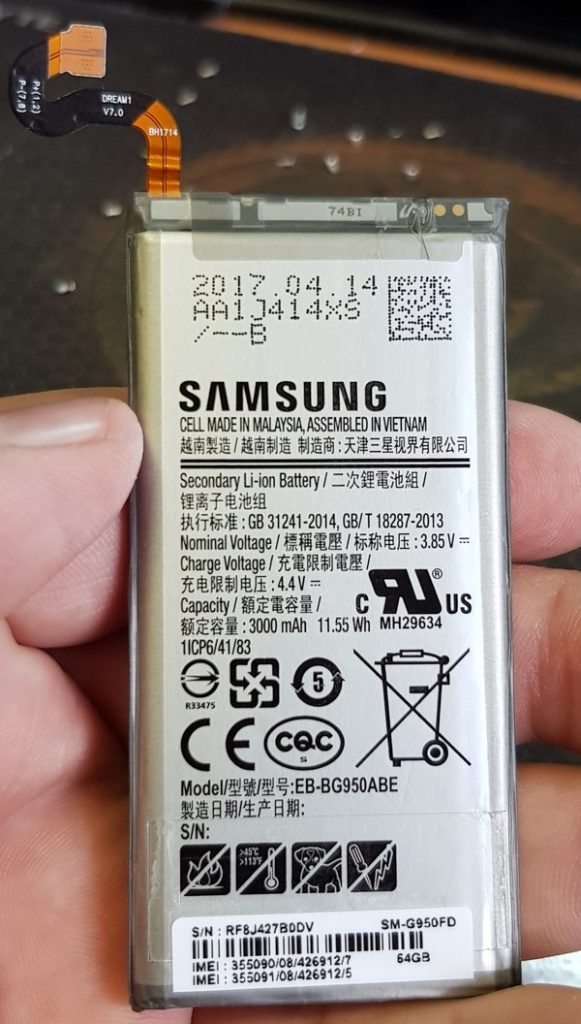 P+(1,2)
P-(7,8)
DREAM1
V7.0
BH1714
74BI
2017.04.14
AA1J414XS
/--B
SAMSUNG
CELL MADE IN MALAYSIA, ASSEMBLED IN VIETNAM
越南製造 / 越南制造 制造商 : 天津三星视界有限公司
Secondary Li-ion Battery / 二次鋰電池組 /
锂离子电池组
执行标准 : GB 31241-2014, GB/ T 18287-2013
Nominal Voltage / 標稱電壓 / 标称电压 : 3.85 V ⎓
Charge Voltage / 充電限制電壓 /
充电限制电压 : 4.4 V ⎓
Capacity / 額定電容量 /
额定容量 : 3000 mAh 11.55 Wh
C RU ® US
MH29634
1ICP6/41/83
R33475
5
CE
CQC
S
Model/型號/型号:EB-BG950ABE
製造日期/生产日期:
S/N:
>45°C
>113°F
S/N : RF8J427B0DV SM-G950FD
64GB
IMEI : 355090/08/426912/7
IMEI : 355091/08/426912/5